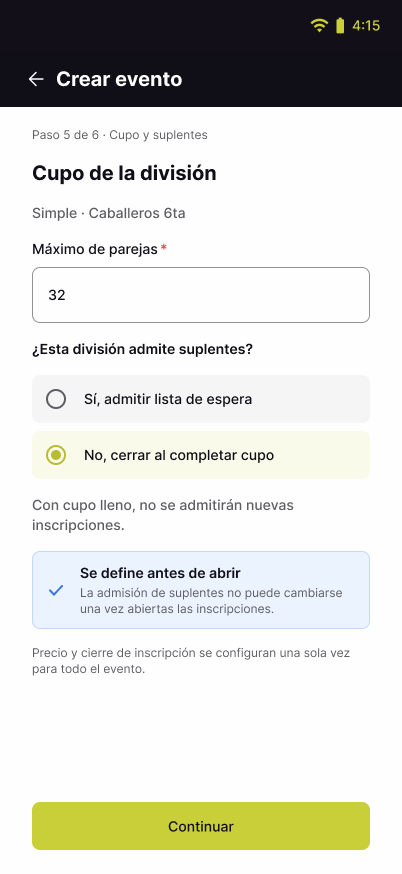 4:15
Crear evento
Paso 5 de 6 · Cupo y suplentes
Cupo de la división
Simple · Caballeros 6ta
Máximo de parejas*
32
¿Esta división admite suplentes?
Sí, admitir lista de espera
No, cerrar al completar cupo
Con cupo lleno, no se admitirán nuevas
inscripciones.
Se define antes de abrir
La admisión de suplentes no puede cambiarse
una vez abiertas las inscripciones.
Precio y cierre de inscripción se configuran una sola vez
para todo el evento.
Continuar